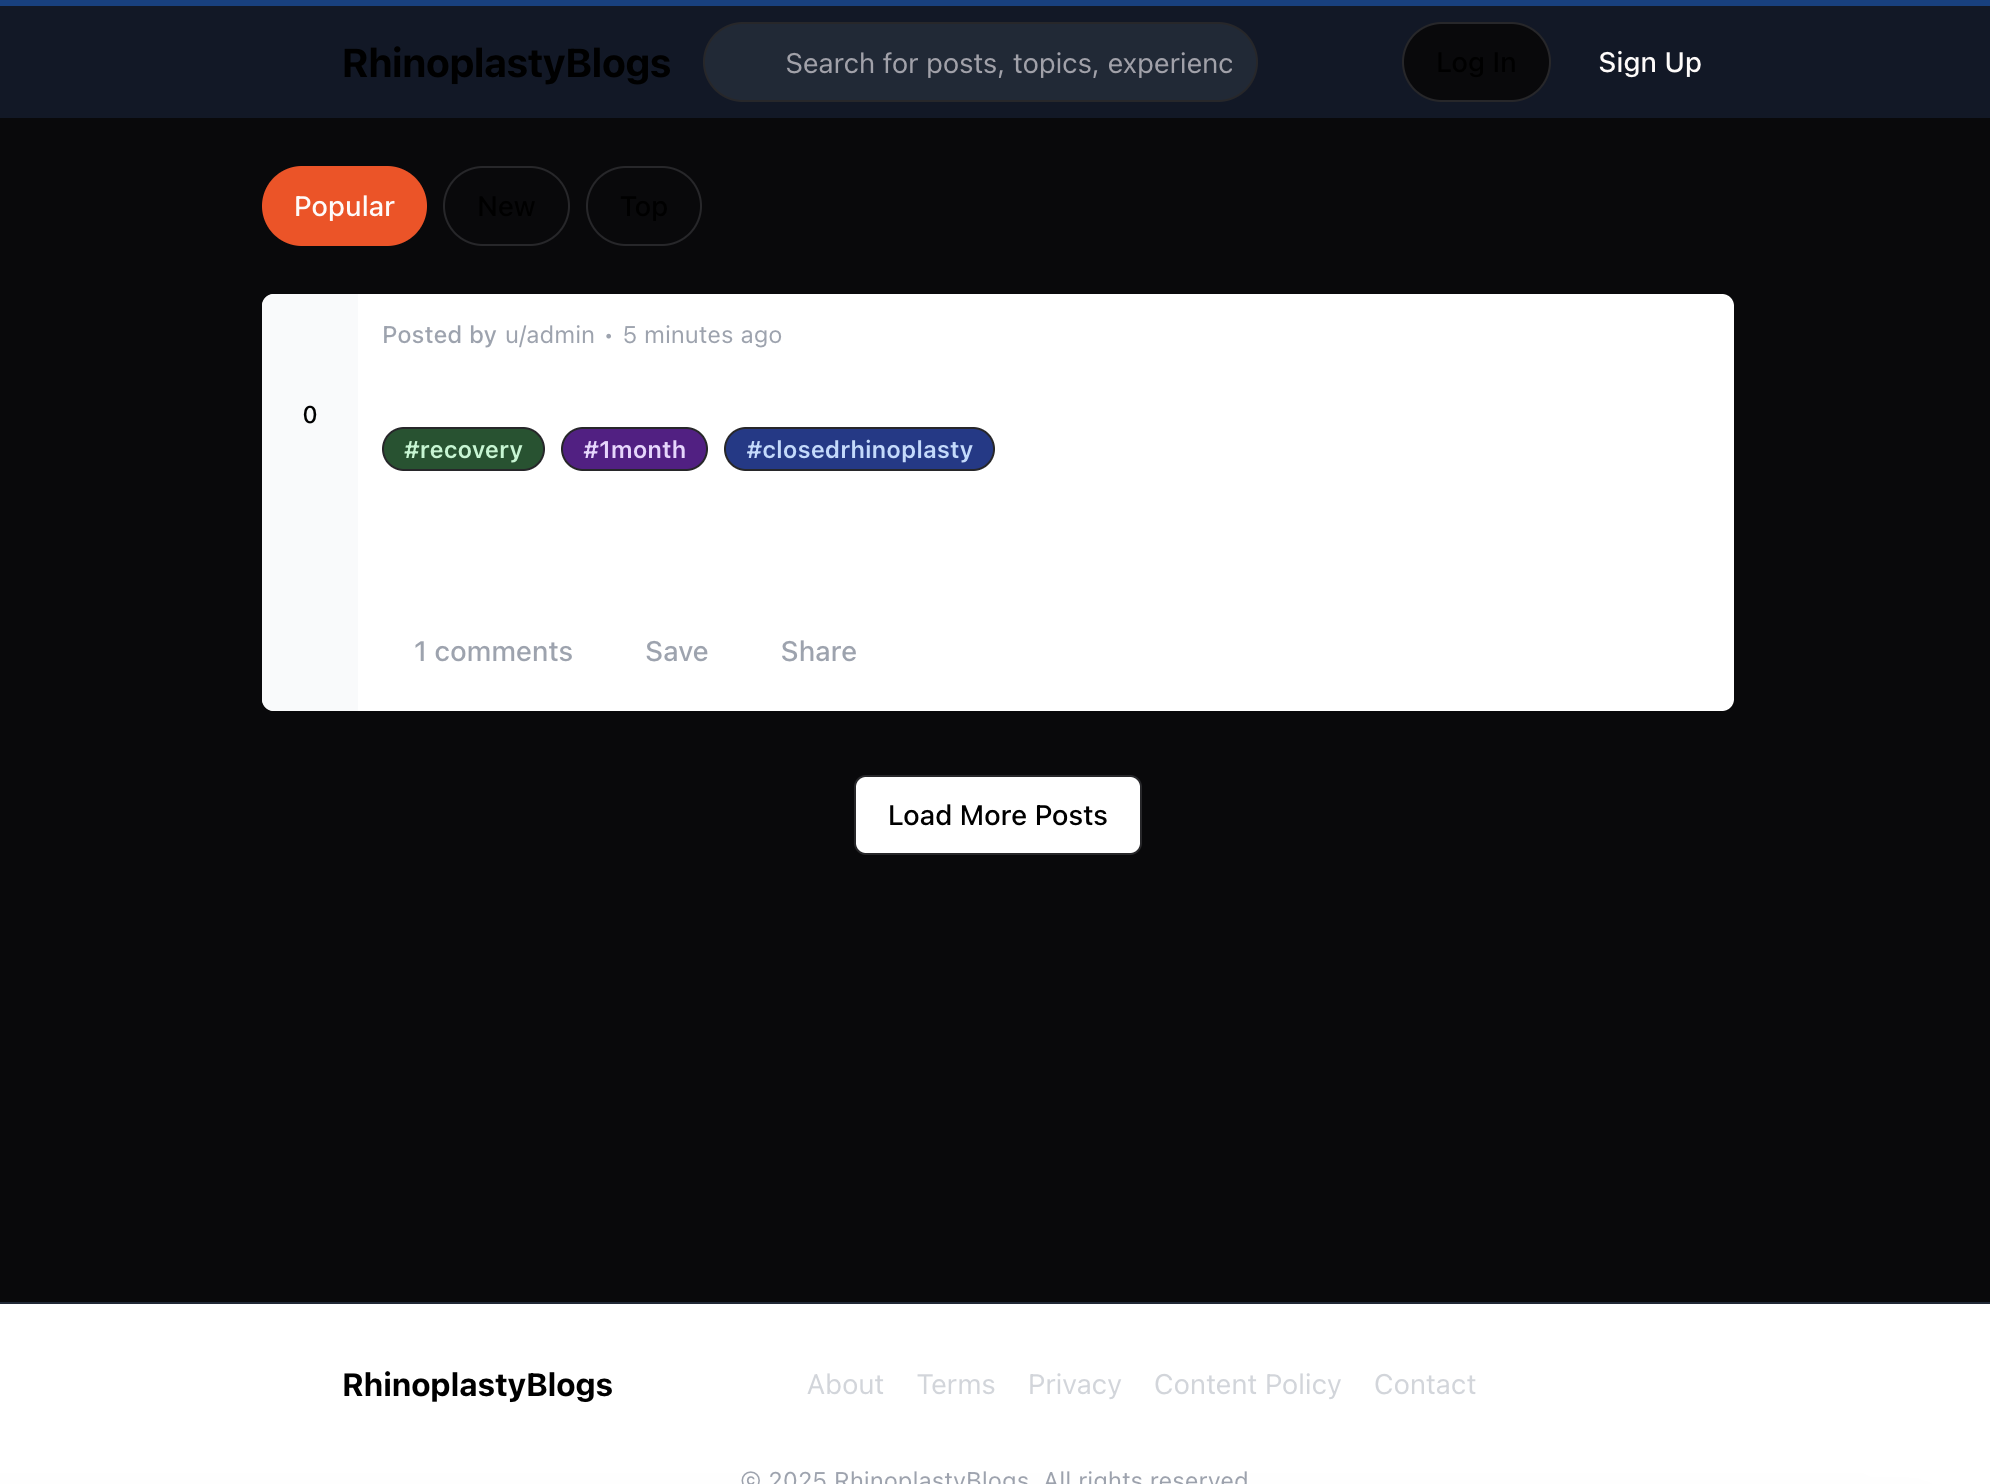 RhinoplastyBlogs
Search for posts, topics, experienc
Log In
Sign Up
Popular
New
Top
Posted by u/admin • 5 minutes ago
0
#recovery #1month #closedrhinoplasty
1 comments Save Share
Load More Posts
RhinoplastyBlogs
About Terms Privacy Content Policy Contact
© 2025 RhinoplastyBlogs. All rights reserved.